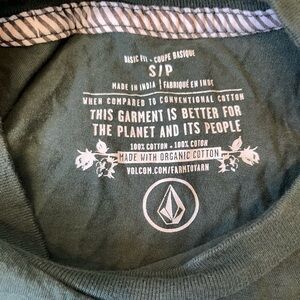 BASIC FIT - COUPE BASIQUE
S/P
MADE IN INDIA | FABRIQUÉ EN INDE
WHEN COMPARED TO CONVENTIONAL COTTON
THIS GARMENT IS BETTER FOR
THE PLANET AND ITS PEOPLE
100% COTTON • 100% COTON
MADE WITH ORGANIC COTTON
VOLCOM.COM/FARMTOYARN